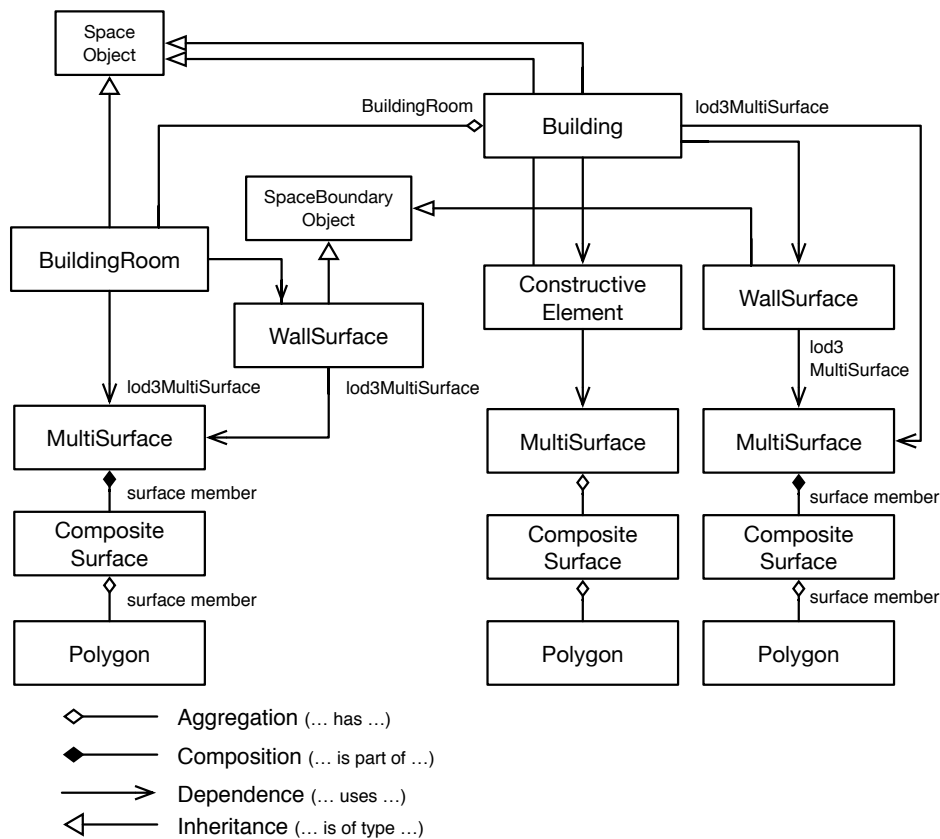 Space
Object
BuildingRoom
lod3MultiSurface
Building
SpaceBoundary
Object
BuildingRoom
Constructive
Element
WallSurface
WallSurface
lod3
MultiSurface
lod3MultiSurface
lod3MultiSurface
MultiSurface
MultiSurface
MultiSurface
surface member
surface member
Composite
Surface
Composite
Surface
Composite
Surface
surface member
surface member
Polygon
Polygon
Polygon
Aggregation (... has ...)
Composition (... is part of ...)
Dependence (... uses ...)
Inheritance (... is of type ...)